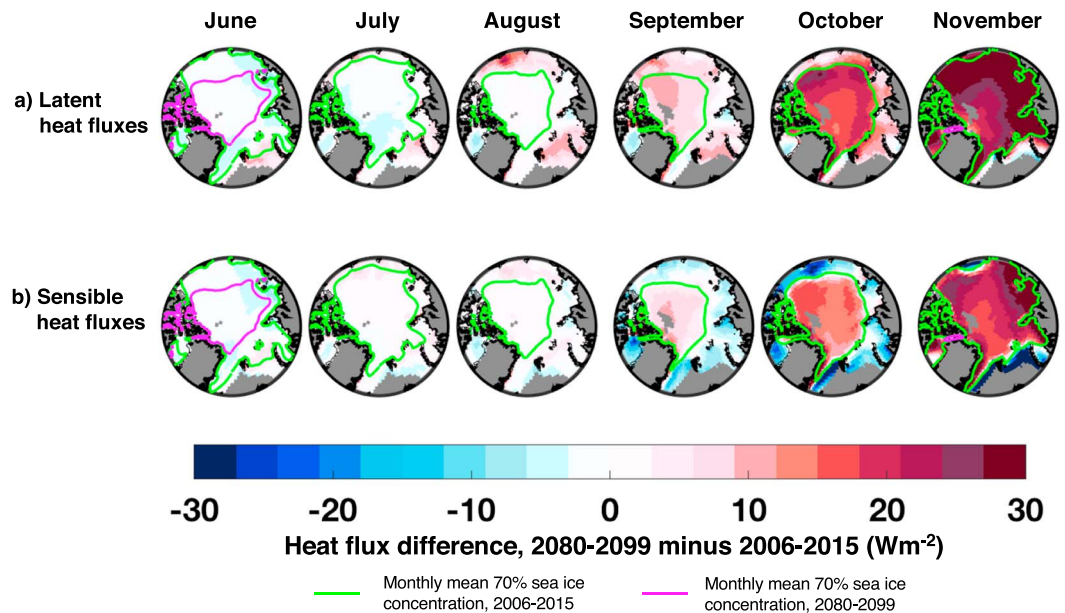 June July August September October November
a) Latent
heat fluxes
b) Sensible
heat fluxes
-30 -20 -10 0 10 20 30
Heat flux difference, 2080-2099 minus 2006-2015 (Wm⁻²)
Monthly mean 70% sea ice
concentration, 2006-2015
Monthly mean 70% sea ice
concentration, 2080-2099